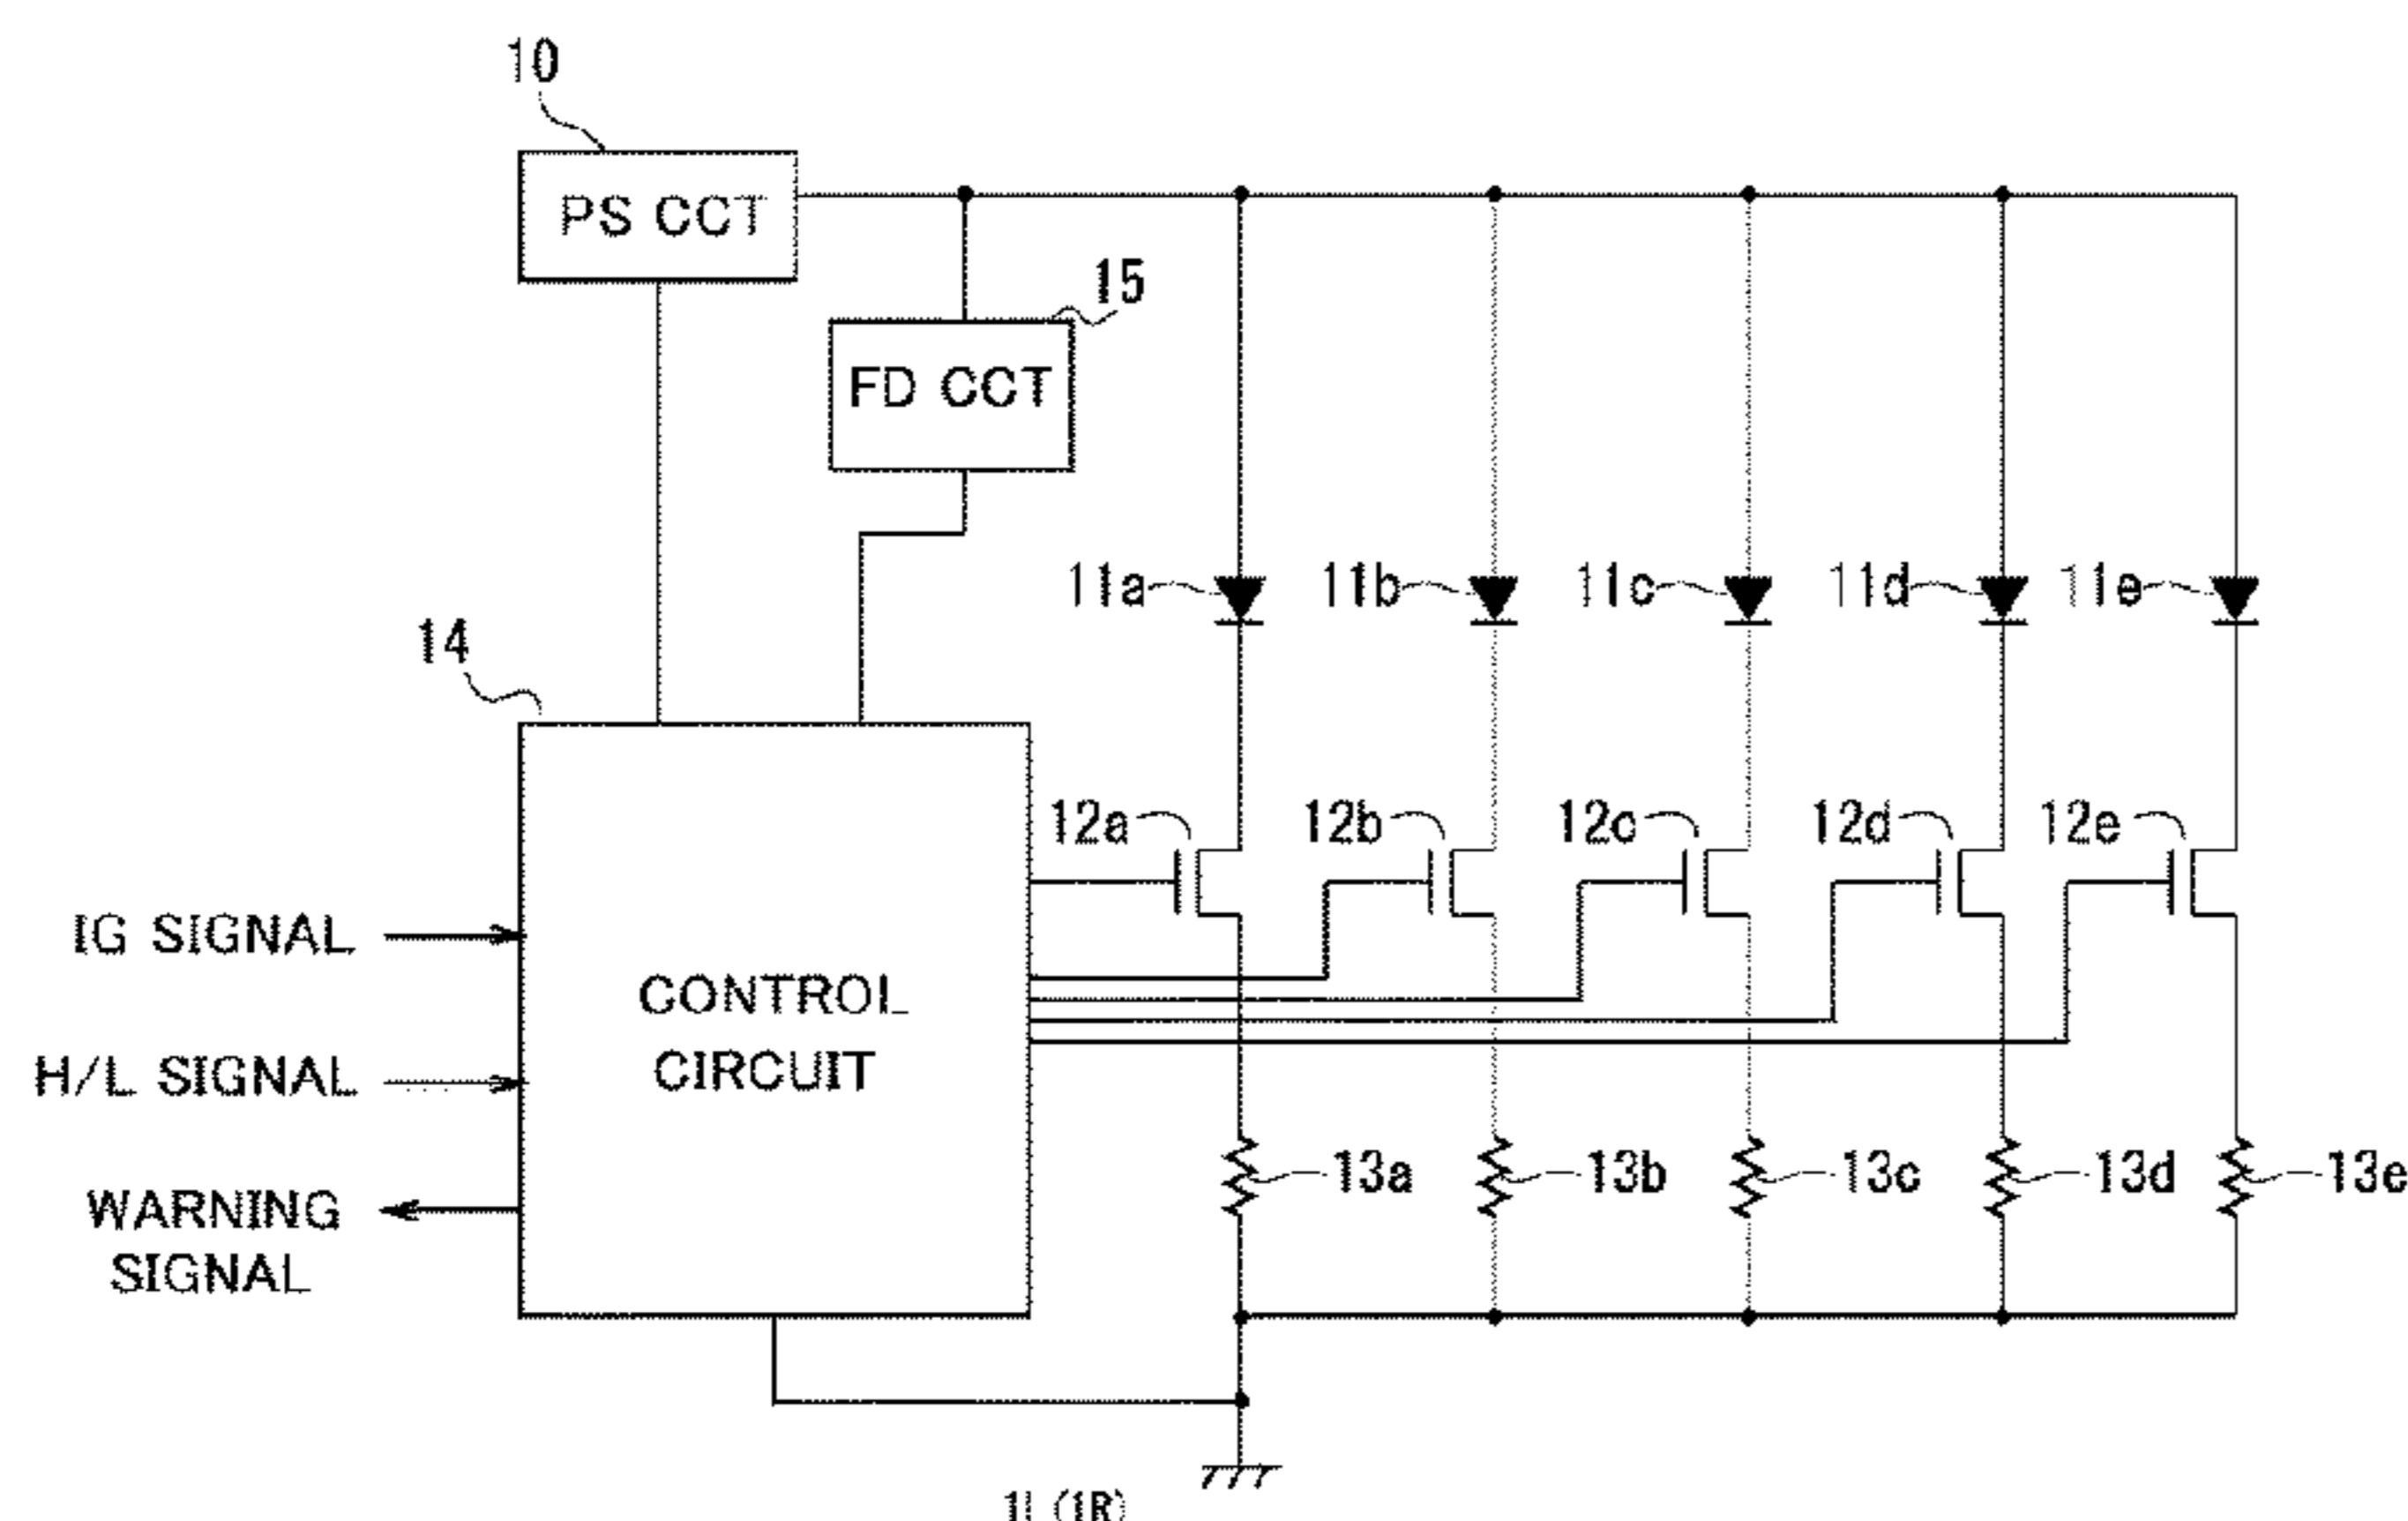 10
PS CCT
15
FD CCT
11a
11b
11c
11d
11e
14
12a
12b
12c
12d
12e
IG SIGNAL
CONTROL
CIRCUIT
H/L SIGNAL
13a
13b
13c
13d
13e
WARNING
SIGNAL